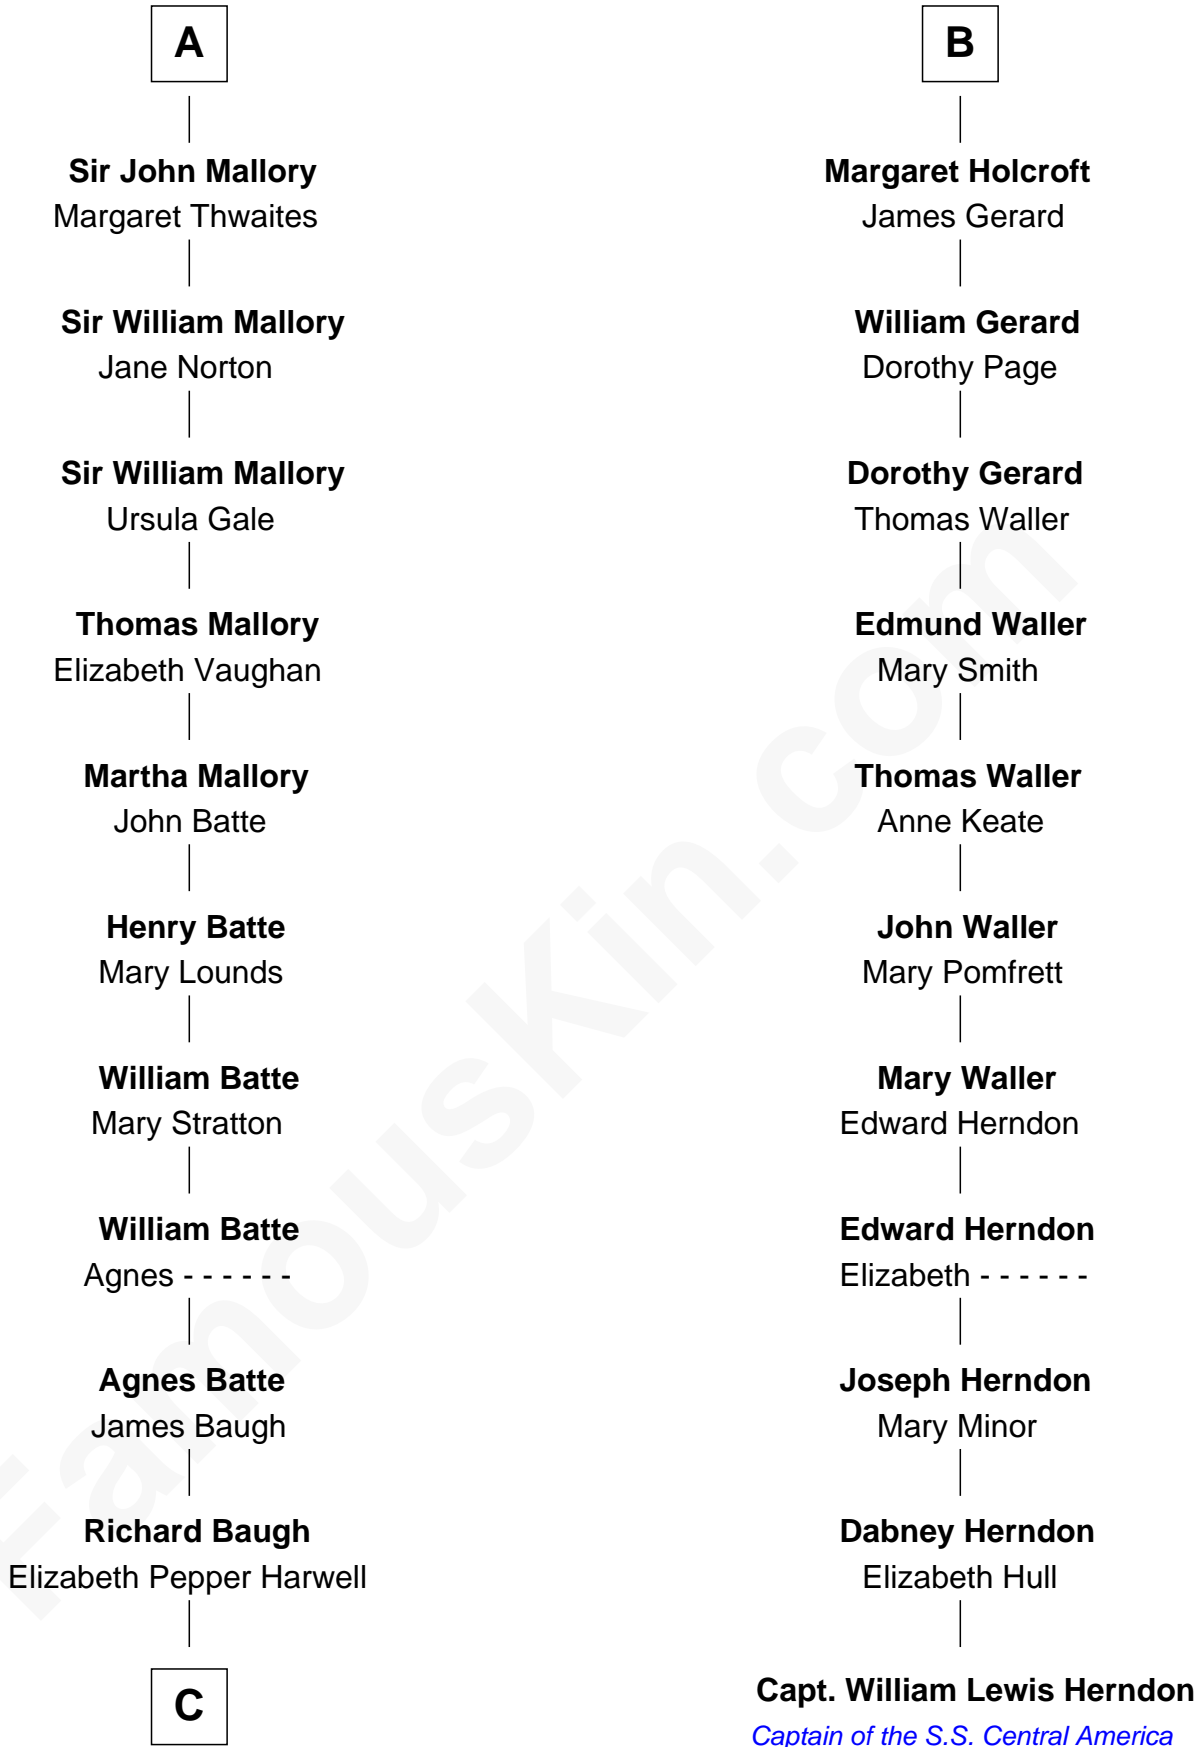 A
Sir John Mallory
Margaret Thwaites
Sir William Mallory
Jane Norton
Sir William Mallory
Ursula Gale
Thomas Mallory
Elizabeth Vaughan
Martha Mallory
John Batte
Henry Batte
Mary Lounds
William Batte
Mary Stratton
William Batte
Agnes - - - - - -
Agnes Batte
James Baugh
Richard Baugh
Elizabeth Pepper Harwell
C
B
Margaret Holcroft
James Gerard
William Gerard
Dorothy Page
Dorothy Gerard
Thomas Waller
Edmund Waller
Mary Smith
Thomas Waller
Anne Keate
John Waller
Mary Pomfrett
Mary Waller
Edward Herndon
Edward Herndon
Elizabeth - - - - - -
Joseph Herndon
Mary Minor
Dabney Herndon
Elizabeth Hull
Capt. William Lewis Herndon
Captain of the S.S. Central America
FamousKin.com